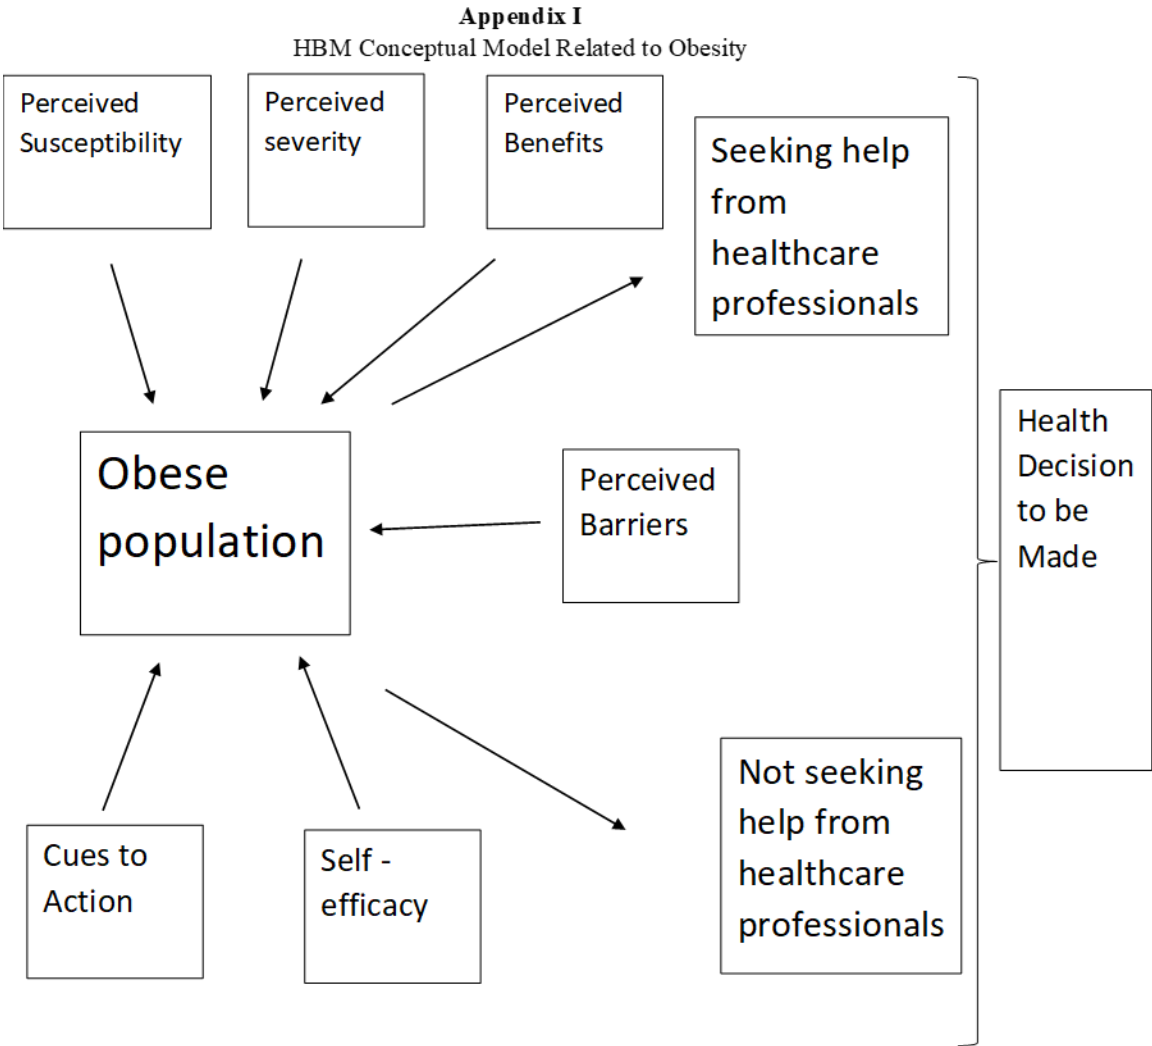 Appendix I
HBM Conceptual Model Related to Obesity
Perceived
Susceptibility
Perceived
severity
Perceived
Benefits
Seeking help
from
healthcare
professionals
Obese
population
Perceived
Barriers
Health
Decision
to be
Made
Cues to
Action
Self -
efficacy
Not seeking
help from
healthcare
professionals